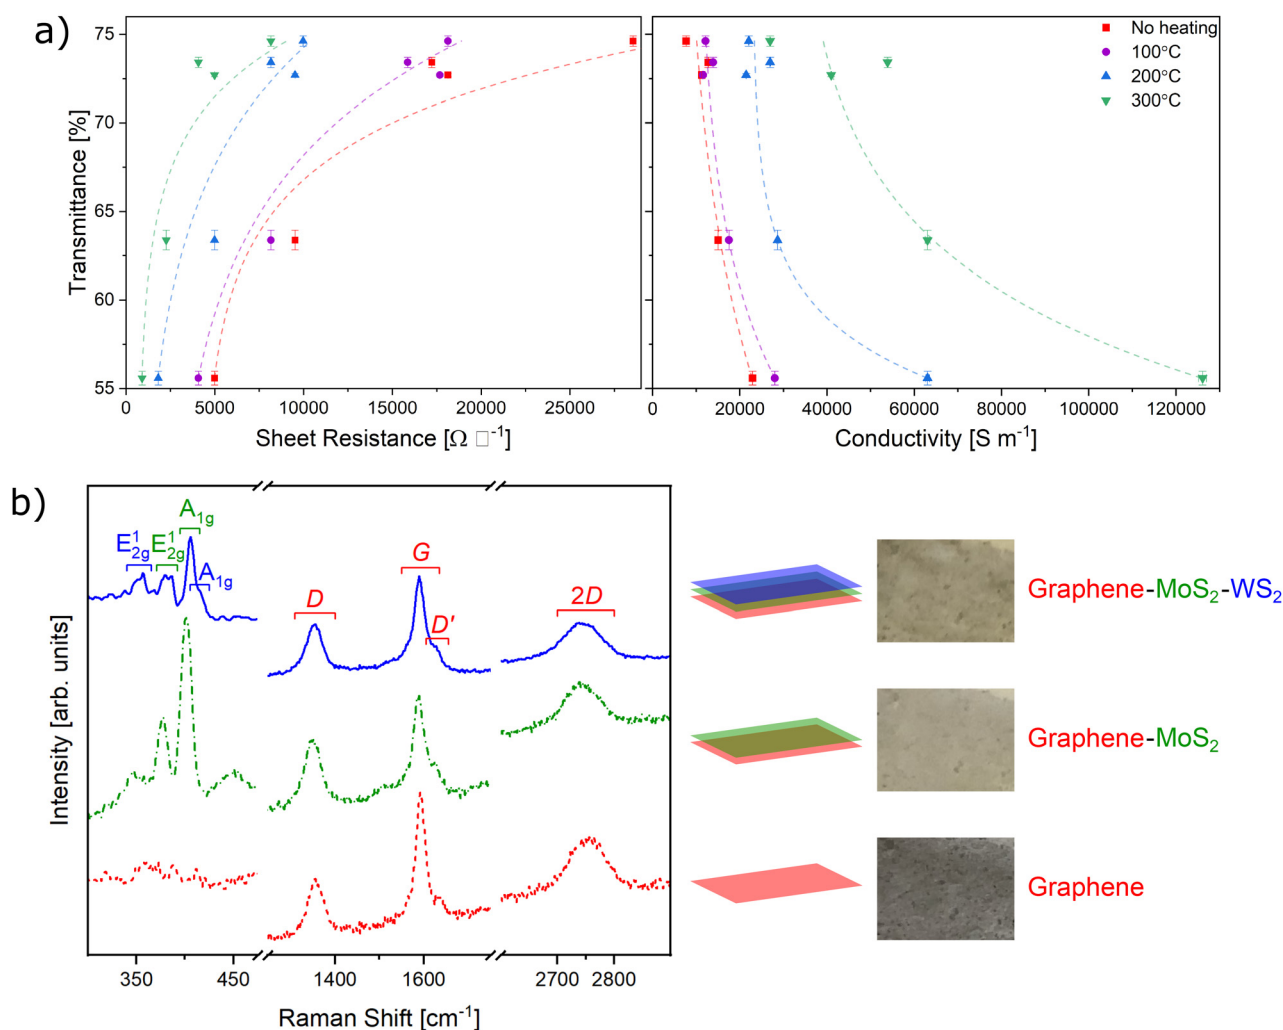 a)
75
70
65
60
55
Transmittance [%]
0 5000 10000 15000 20000 25000
Sheet Resistance [Ω □⁻¹]
No heating
100°C
200°C
300°C
0 20000 40000 60000 80000 100000 120000
Conductivity [S m⁻¹]
b)
A₁g
E¹₂g E¹₂g
A₁g
D
G
D'
2D
Intensity [arb. units]
350 450 1400 1600 2700 2800
Raman Shift [cm⁻¹]
Graphene-MoS₂-WS₂
Graphene-MoS₂
Graphene